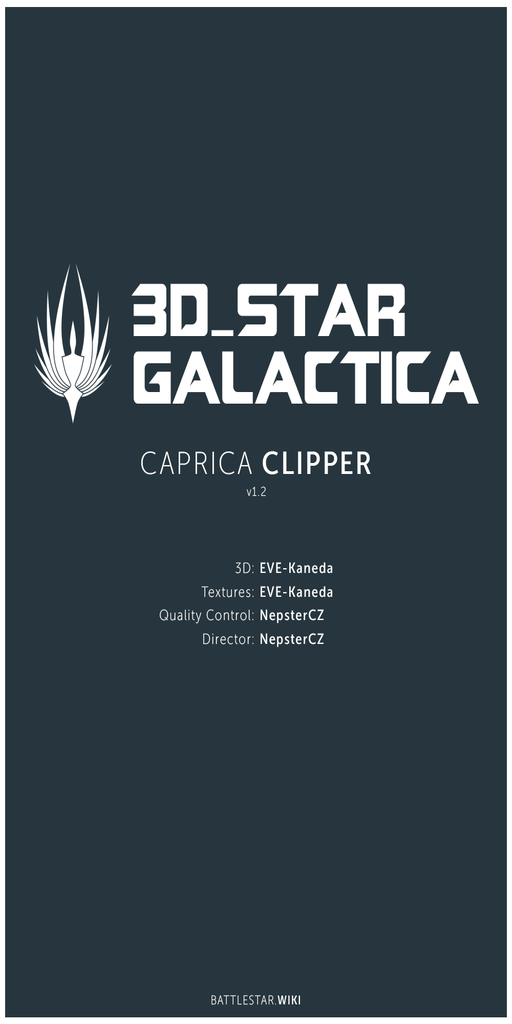 3D_STAR
GALACTICA
CAPRICA CLIPPER
v1.2
3D: EVE-Kaneda
Textures: EVE-Kaneda
Quality Control: NepsterCZ
Director: NepsterCZ
BATTLESTAR.WIKI